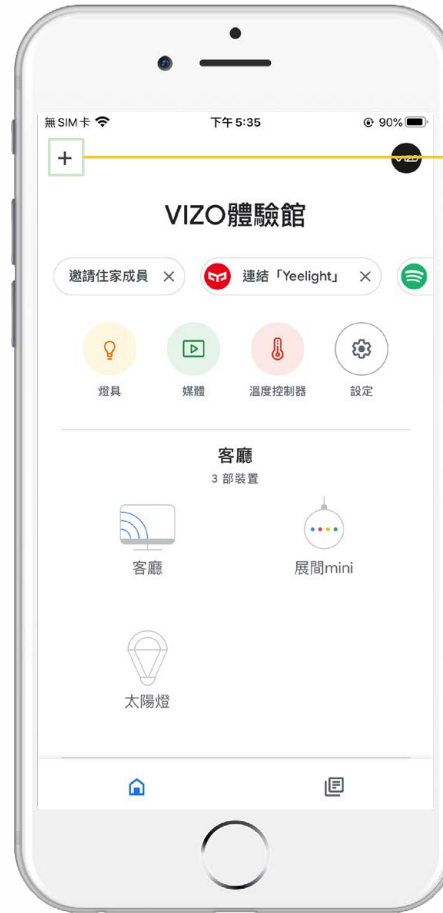 無SIM卡 下午5:35 90%
+ VIZO
VIZO體驗館
邀請住家成員 × 連結「Yeelight」 ×
燈具 媒體 溫度控制器 設定
客廳
3 部裝置
客廳 展間mini
太陽燈